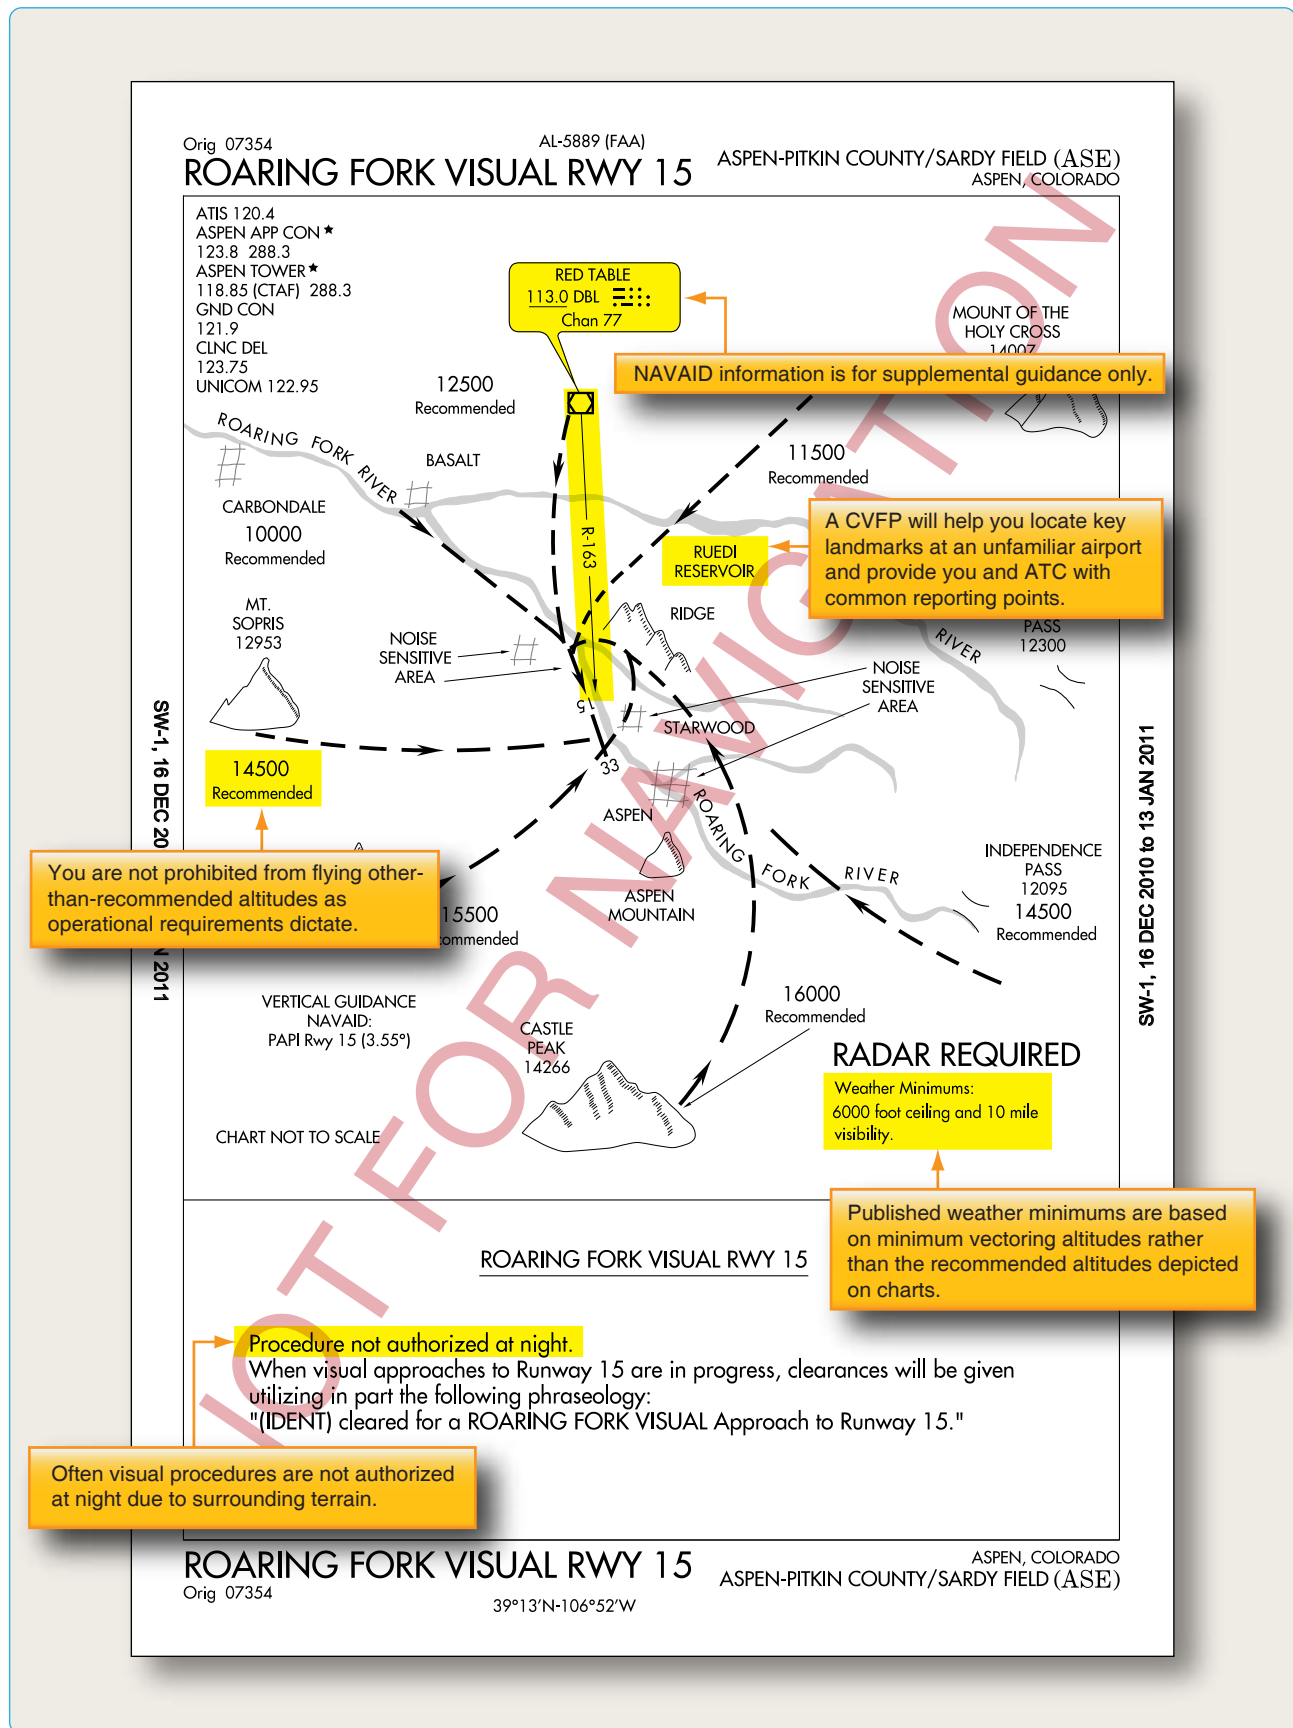 Orig 07354
AL-5889 (FAA)
ROARING FORK VISUAL RWY 15
ASPEN-PITKIN COUNTY/SARDY FIELD (ASE)
ASPEN, COLORADO
ATIS 120.4
ASPEN APP CON ★
123.8 288.3
ASPEN TOWER ★
118.85 (CTAF) 288.3
GND CON
121.9
CLNC DEL
123.75
UNICOM 122.95
RED TABLE
113.0 DBL
Chan 77
MOUNT OF THE
HOLY CROSS
14007
NAVAID information is for supplemental guidance only.
12500
Recommended
ROARING FORK RIVER
BASALT
11500
Recommended
CARBONDALE
10000
Recommended
R-163
RUEDI
RESERVOIR
A CVFP will help you locate key
landmarks at an unfamiliar airport
and provide you and ATC with
common reporting points.
MT.
SOPRIS
12953
RIDGE
RIVER
PASS
12300
NOISE
SENSITIVE
AREA
NOISE
SENSITIVE
AREA
15
STARWOOD
33
14500
Recommended
ASPEN
ROARING FORK RIVER
You are not prohibited from flying other-
than-recommended altitudes as
operational requirements dictate.
15500
commended
ASPEN
MOUNTAIN
INDEPENDENCE
PASS
12095
14500
Recommended
SW-1, 16 DEC 20
N 2011
SW-1, 16 DEC 2010 to 13 JAN 2011
VERTICAL GUIDANCE
NAVAID:
PAPI Rwy 15 (3.55°)
CASTLE
PEAK
14266
16000
Recommended
RADAR REQUIRED
Weather Minimums:
6000 foot ceiling and 10 mile
visibility.
CHART NOT TO SCALE
Published weather minimums are based
on minimum vectoring altitudes rather
than the recommended altitudes depicted
on charts.
ROARING FORK VISUAL RWY 15
Procedure not authorized at night.
When visual approaches to Runway 15 are in progress, clearances will be given
utilizing in part the following phraseology:
"(IDENT) cleared for a ROARING FORK VISUAL Approach to Runway 15."
Often visual procedures are not authorized
at night due to surrounding terrain.
NOT FOR NAVIGATION
ROARING FORK VISUAL RWY 15
Orig 07354
39°13'N-106°52'W
ASPEN, COLORADO
ASPEN-PITKIN COUNTY/SARDY FIELD (ASE)